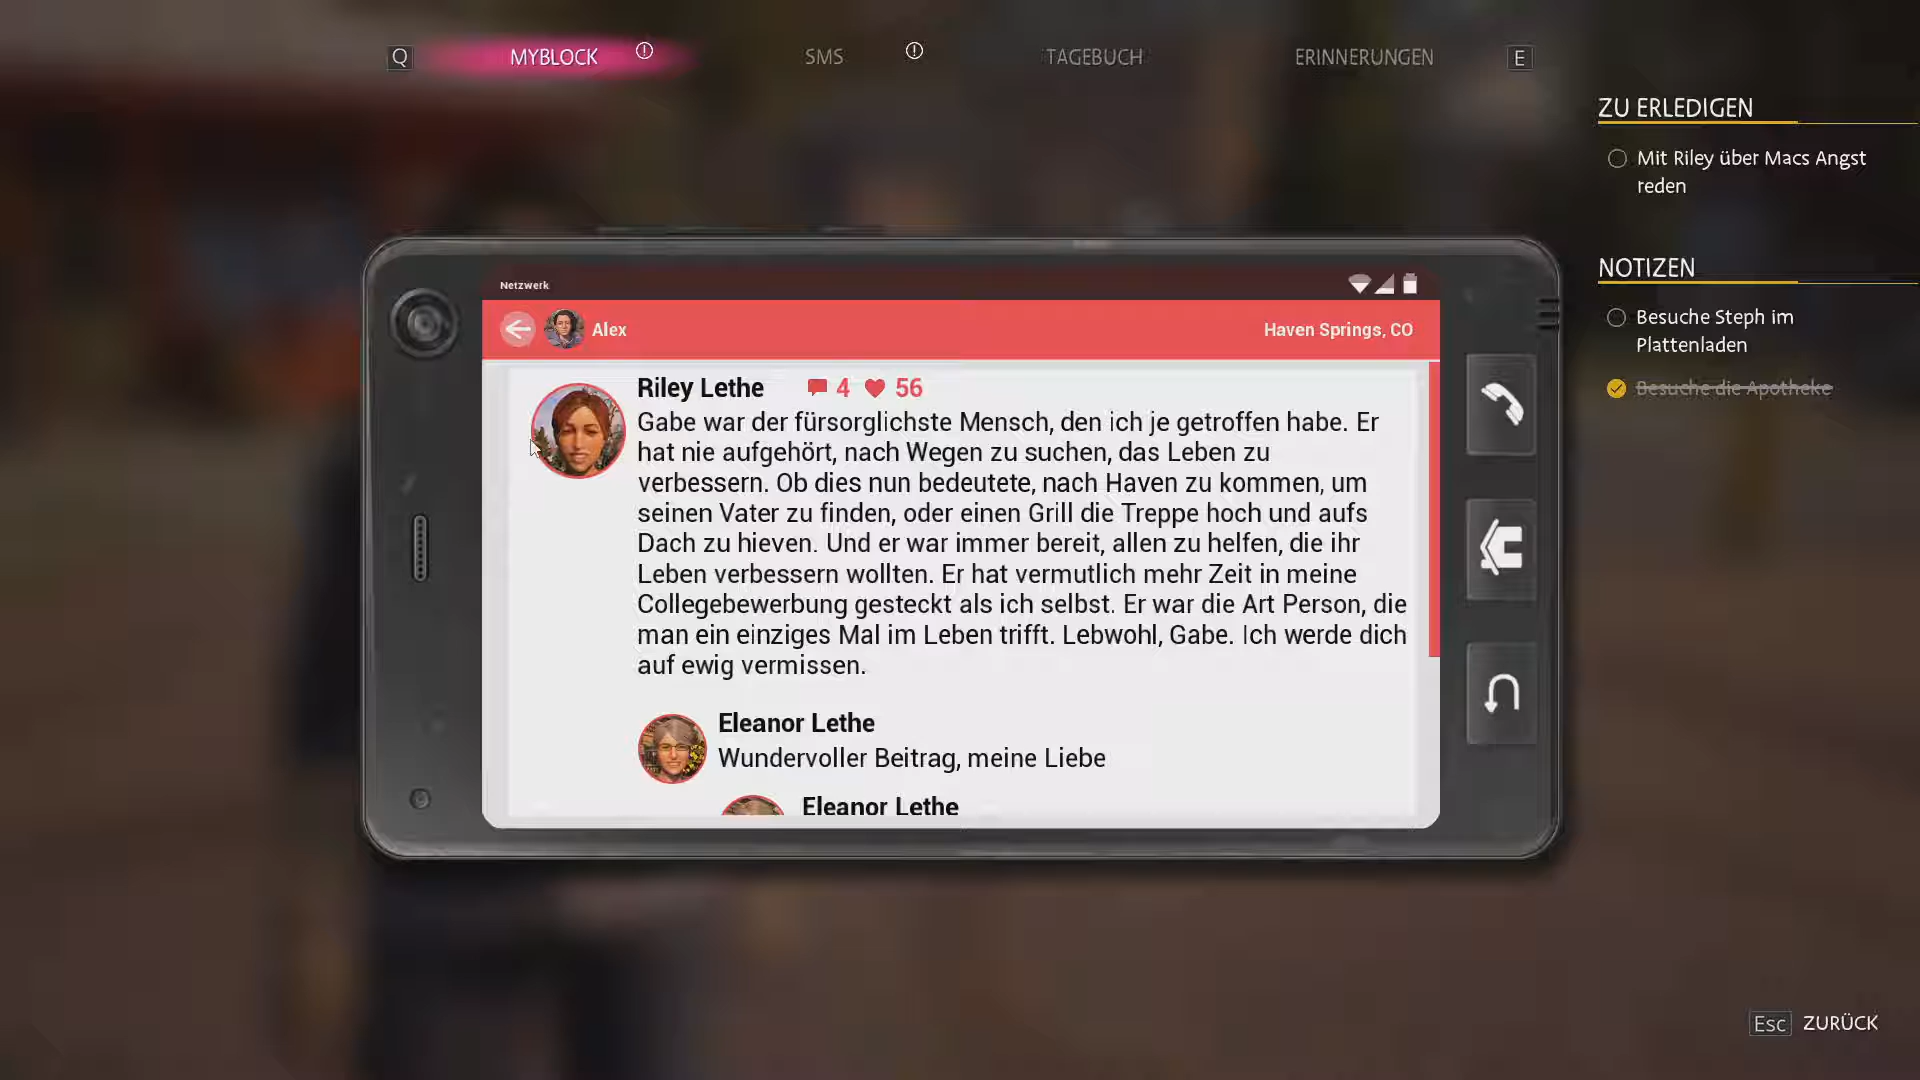 Q
MYBLOCK
SMS
TAGEBUCH
ERINNERUNGEN
E
ZU ERLEDIGEN
Mit Riley über Macs Angst
reden
NOTIZEN
Besuche Steph im
Plattenladen
Besuche die Apotheke
Netzwerk
Alex
Haven Springs, CO
Riley Lethe 4 56
Gabe war der fürsorglichste Mensch, den ich je getroffen habe. Er
hat nie aufgehört, nach Wegen zu suchen, das Leben zu
verbessern. Ob dies nun bedeutete, nach Haven zu kommen, um
seinen Vater zu finden, oder einen Grill die Treppe hoch und aufs
Dach zu hieven. Und er war immer bereit, allen zu helfen, die ihr
Leben verbessern wollten. Er hat vermutlich mehr Zeit in meine
Collegebewerbung gesteckt als ich selbst. Er war die Art Person, die
man ein einziges Mal im Leben trifft. Lebwohl, Gabe. Ich werde dich
auf ewig vermissen.
Eleanor Lethe
Wundervoller Beitrag, meine Liebe
Eleanor Lethe
Esc ZURÜCK